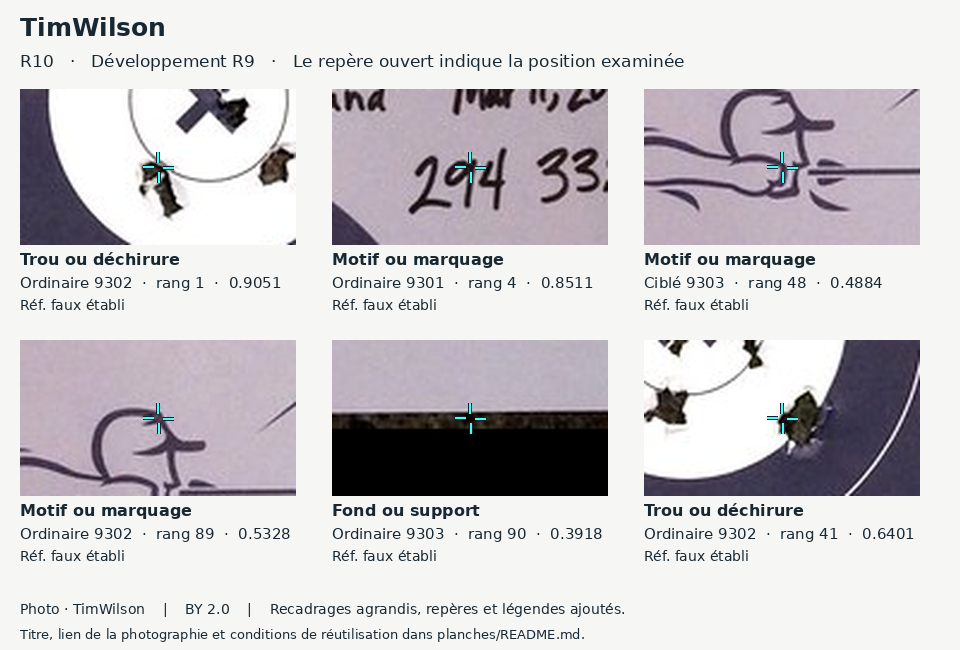 TimWilson
R10 · Développement R9 · Le repère ouvert indique la position examinée
294 33
Trou ou déchirure
Ordinaire 9302 · rang 1 · 0.9051
Réf. faux établi
Motif ou marquage
Ordinaire 9301 · rang 4 · 0.8511
Réf. faux établi
Motif ou marquage
Ciblé 9303 · rang 48 · 0.4884
Réf. faux établi
Motif ou marquage
Ordinaire 9302 · rang 89 · 0.5328
Réf. faux établi
Fond ou support
Ordinaire 9303 · rang 90 · 0.3918
Réf. faux établi
Trou ou déchirure
Ordinaire 9302 · rang 41 · 0.6401
Réf. faux établi
Photo · TimWilson | BY 2.0 | Recadrages agrandis, repères et légendes ajoutés.
Titre, lien de la photographie et conditions de réutilisation dans planches/README.md.